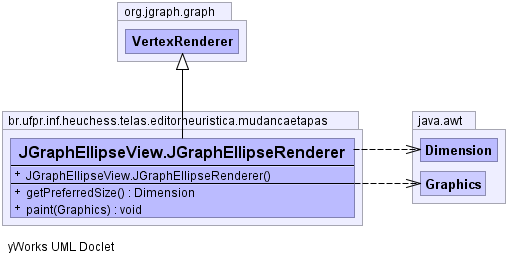 org.jgraph.graph
VertexRenderer
br.ufpr.inf.heuchess.telas.editorheuristica.mudancaetapas
JGraphEllipseView.JGraphEllipseRenderer
+ JGraphEllipseView.JGraphEllipseRenderer()
+ getPreferredSize() : Dimension
+ paint(Graphics) : void
java.awt
Dimension
Graphics
yWorks UML Doclet